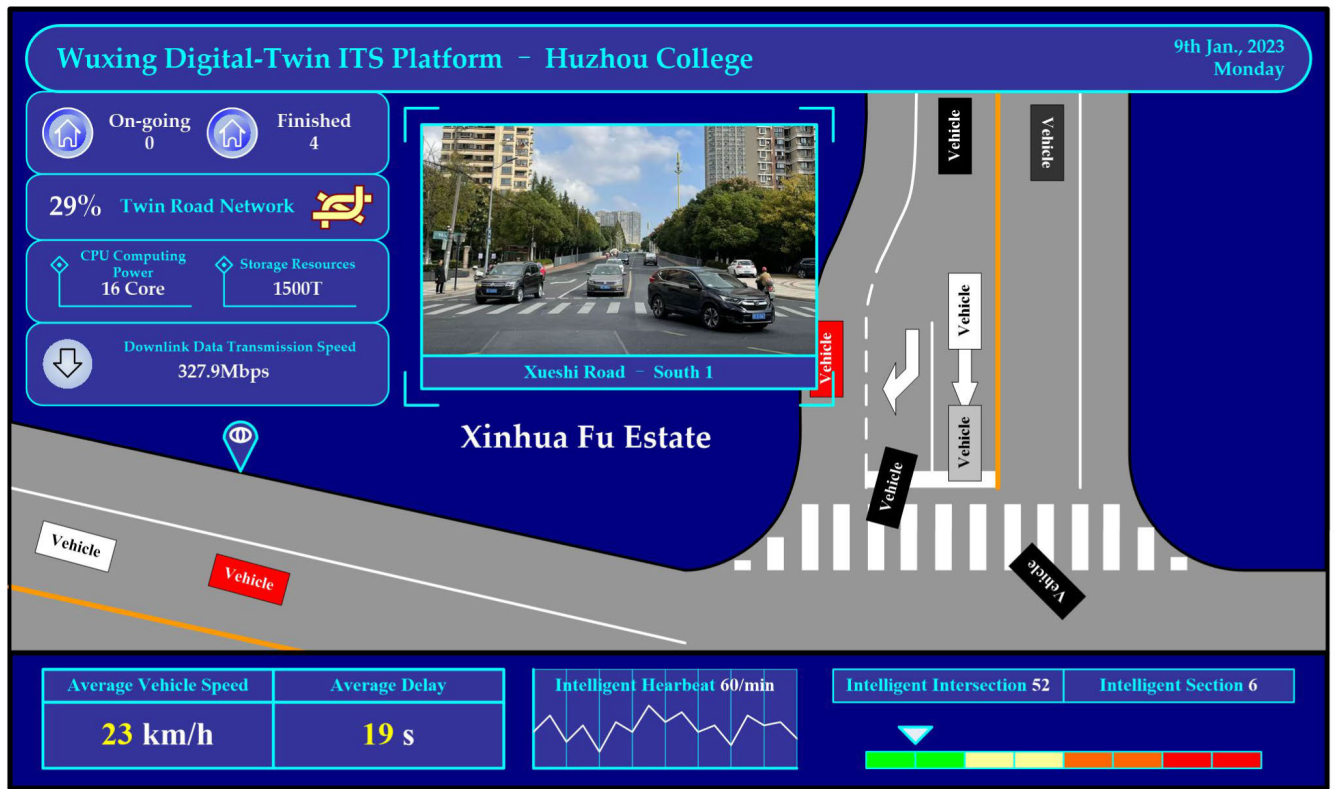 Wuxing Digital-Twin ITS Platform – Huzhou College
9th Jan., 2023
Monday
On-going
0
Finished
4
29% Twin Road Network
CPU Computing
Power
16 Core
Storage Resources
1500T
Downlink Data Transmission Speed
327.9Mbps
Xueshi Road – South 1
Xinhua Fu Estate
Vehicle
Vehicle
Vehicle
Vehicle
Vehicle
Vehicle
Vehicle
Vehicle
Vehicle
Average Vehicle Speed
23 km/h
Average Delay
19 s
Intelligent Hearbeat 60/min
Intelligent Intersection 52
Intelligent Section 6